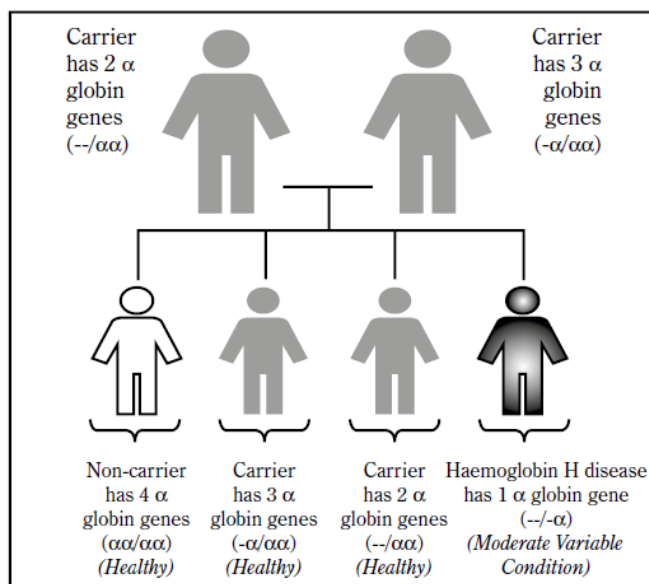 Carrier
has 2 α
globin
genes
(--/αα)
Carrier
has 3 α
globin
genes
(-α/αα)
Non-carrier
has 4 α
globin genes
(αα/αα)
(Healthy)
Carrier
has 3 α
globin genes
(-α/αα)
(Healthy)
Carrier
has 2 α
globin genes
(--/αα)
(Healthy)
Haemoglobin H disease
has 1 α globin gene
(--/-α)
(Moderate Variable
Condition)